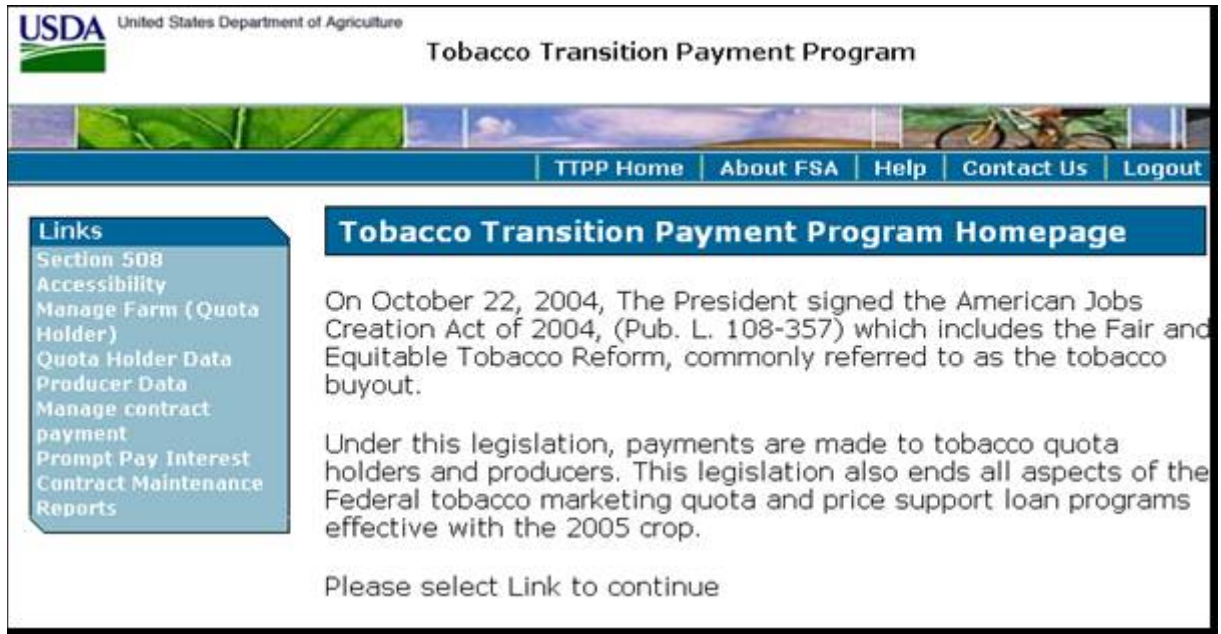 USDA United States Department of Agriculture
Tobacco Transition Payment Program
TTPP Home | About FSA | Help | Contact Us | Logout
Links
Section 508
Accessibility
Manage Farm (Quota
Holder)
Quota Holder Data
Producer Data
Manage contract
payment
Prompt Pay Interest
Contract Maintenance
Reports
Tobacco Transition Payment Program Homepage
On October 22, 2004, The President signed the American Jobs
Creation Act of 2004, (Pub. L. 108-357) which includes the Fair and
Equitable Tobacco Reform, commonly referred to as the tobacco
buyout.
Under this legislation, payments are made to tobacco quota
holders and producers. This legislation also ends all aspects of the
Federal tobacco marketing quota and price support loan programs
effective with the 2005 crop.
Please select Link to continue